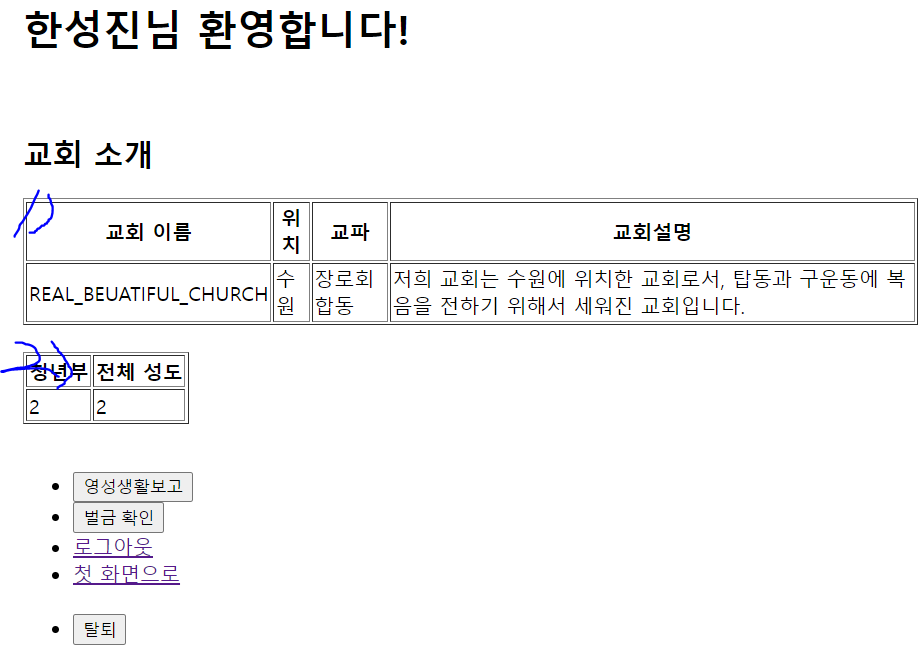 한성진님 환영합니다!
교회 소개
1)
교회 이름 위치 교파 교회설명
REAL_BEUATIFUL_CHURCH 수원 장로회 합동 저희 교회는 수원에 위치한 교회로서, 탑동과 구운동에 복
음을 전하기 위해서 세워진 교회입니다.
2)
청년부 전체 성도
2 2
영성생활보고
벌금 확인
로그아웃
첫 화면으로
탈퇴